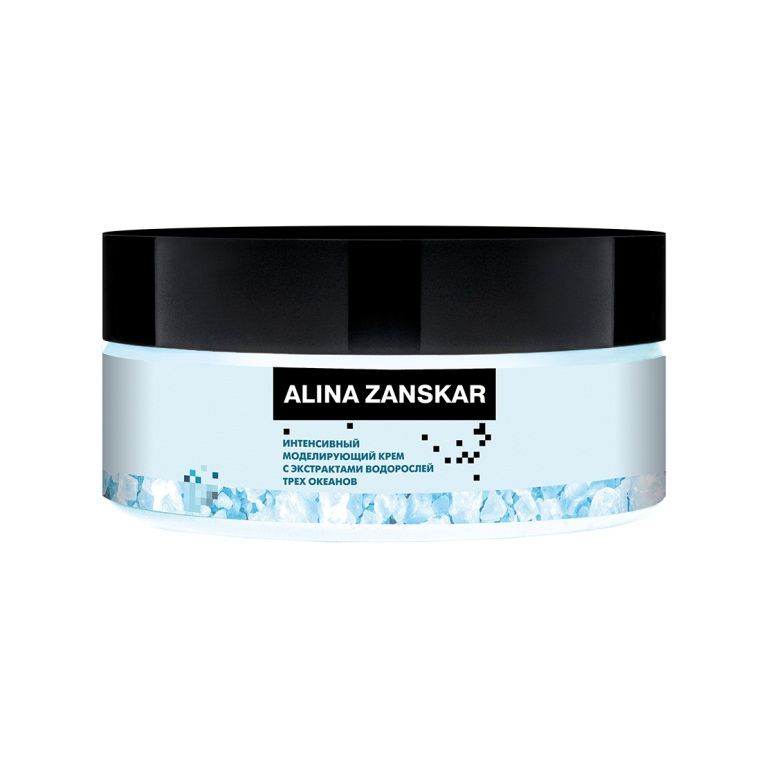 ALINA ZANSKAR
ИНТЕНСИВНЫЙ
МОДЕЛИРУЮЩИЙ КРЕМ
С ЭКСТРАКТАМИ ВОДОРОСЛЕЙ
ТРЕХ ОКЕАНОВ